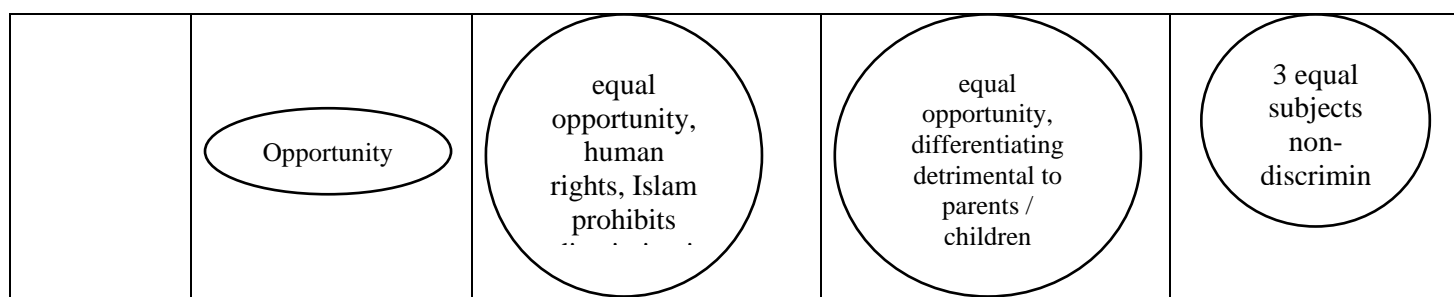 Opportunity
equal
opportunity,
human
rights, Islam
prohibits
equal
opportunity,
differentiating
detrimental to
parents /
children
3 equal
subjects
non-
discrimin